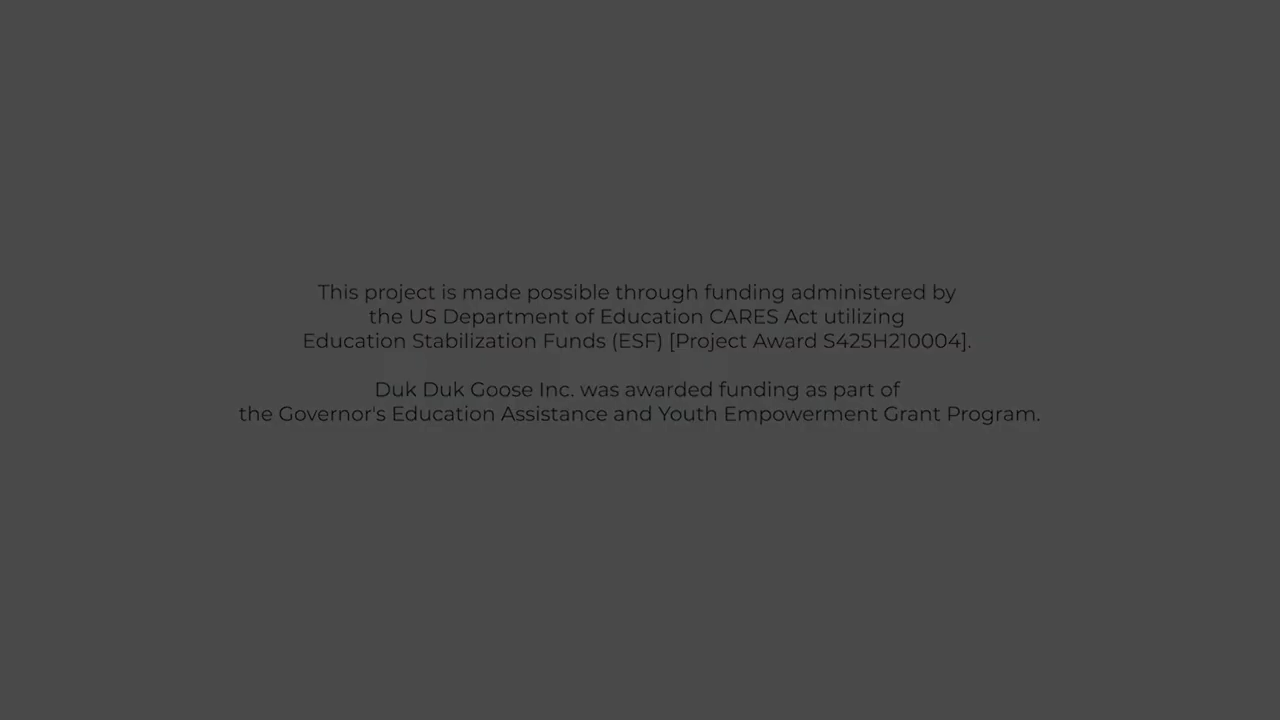 This project is made possible through funding administered by
the US Department of Education CARES Act utilizing
Education Stabilization Funds (ESF) [Project Award S425H210004].
Duk Duk Goose Inc. was awarded funding as part of
the Governor's Education Assistance and Youth Empowerment Grant Program.